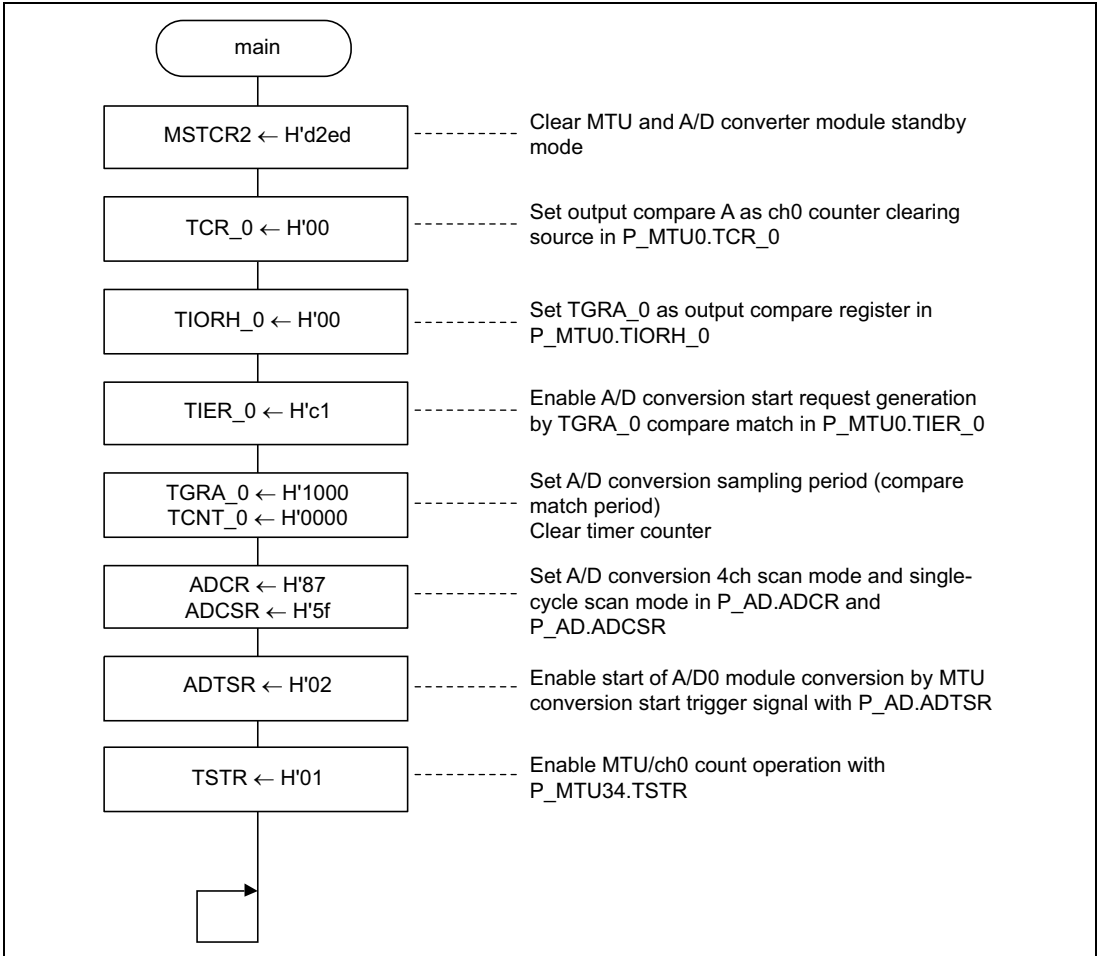 main
MSTCR2 ← H'd2ed
Clear MTU and A/D converter module standby
mode
TCR_0 ← H'00
Set output compare A as ch0 counter clearing
source in P_MTU0.TCR_0
TIORH_0 ← H'00
Set TGRA_0 as output compare register in
P_MTU0.TIORH_0
TIER_0 ← H'c1
Enable A/D conversion start request generation
by TGRA_0 compare match in P_MTU0.TIER_0
TGRA_0 ← H'1000
TCNT_0 ← H'0000
Set A/D conversion sampling period (compare
match period)
Clear timer counter
ADCR ← H'87
ADCSR ← H'5f
Set A/D conversion 4ch scan mode and single-
cycle scan mode in P_AD.ADCR and
P_AD.ADCSR
ADTSR ← H'02
Enable start of A/D0 module conversion by MTU
conversion start trigger signal with P_AD.ADTSR
TSTR ← H'01
Enable MTU/ch0 count operation with
P_MTU34.TSTR